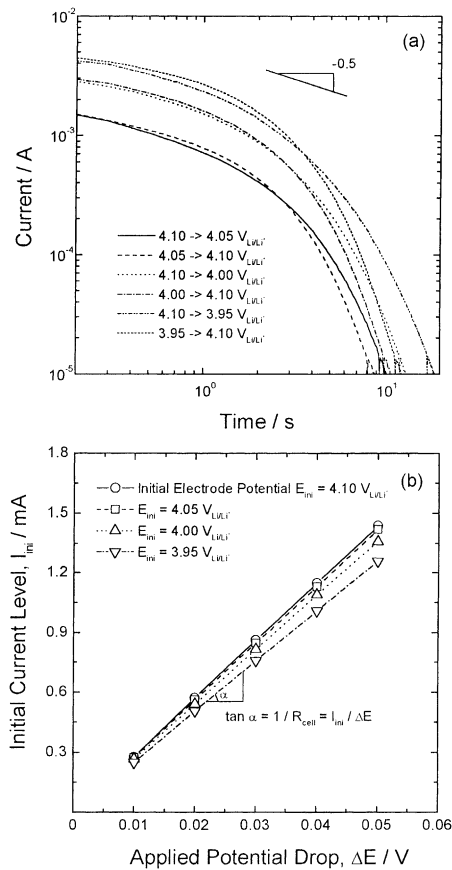 (a)
10⁻²
10⁻³
10⁻⁴
10⁻⁵
Current / A
-0.5
4.10 -> 4.05 V_Li/Li⁺
4.05 -> 4.10 V_Li/Li⁺
4.10 -> 4.00 V_Li/Li⁺
4.00 -> 4.10 V_Li/Li⁺
4.10 -> 3.95 V_Li/Li⁺
3.95 -> 4.10 V_Li/Li⁺
10⁰
10¹
Time / s
(b)
1.8
1.5
1.2
0.9
0.6
0.3
Initial Current Level, I_ini / mA
Initial Electrode Potential E_ini = 4.10 V_Li/Li⁺
E_ini = 4.05 V_Li/Li⁺
E_ini = 4.00 V_Li/Li⁺
E_ini = 3.95 V_Li/Li⁺
α
tan α = 1 / R_cell = I_ini / ΔE
0 0.01 0.02 0.03 0.04 0.05 0.06
Applied Potential Drop, ΔE / V